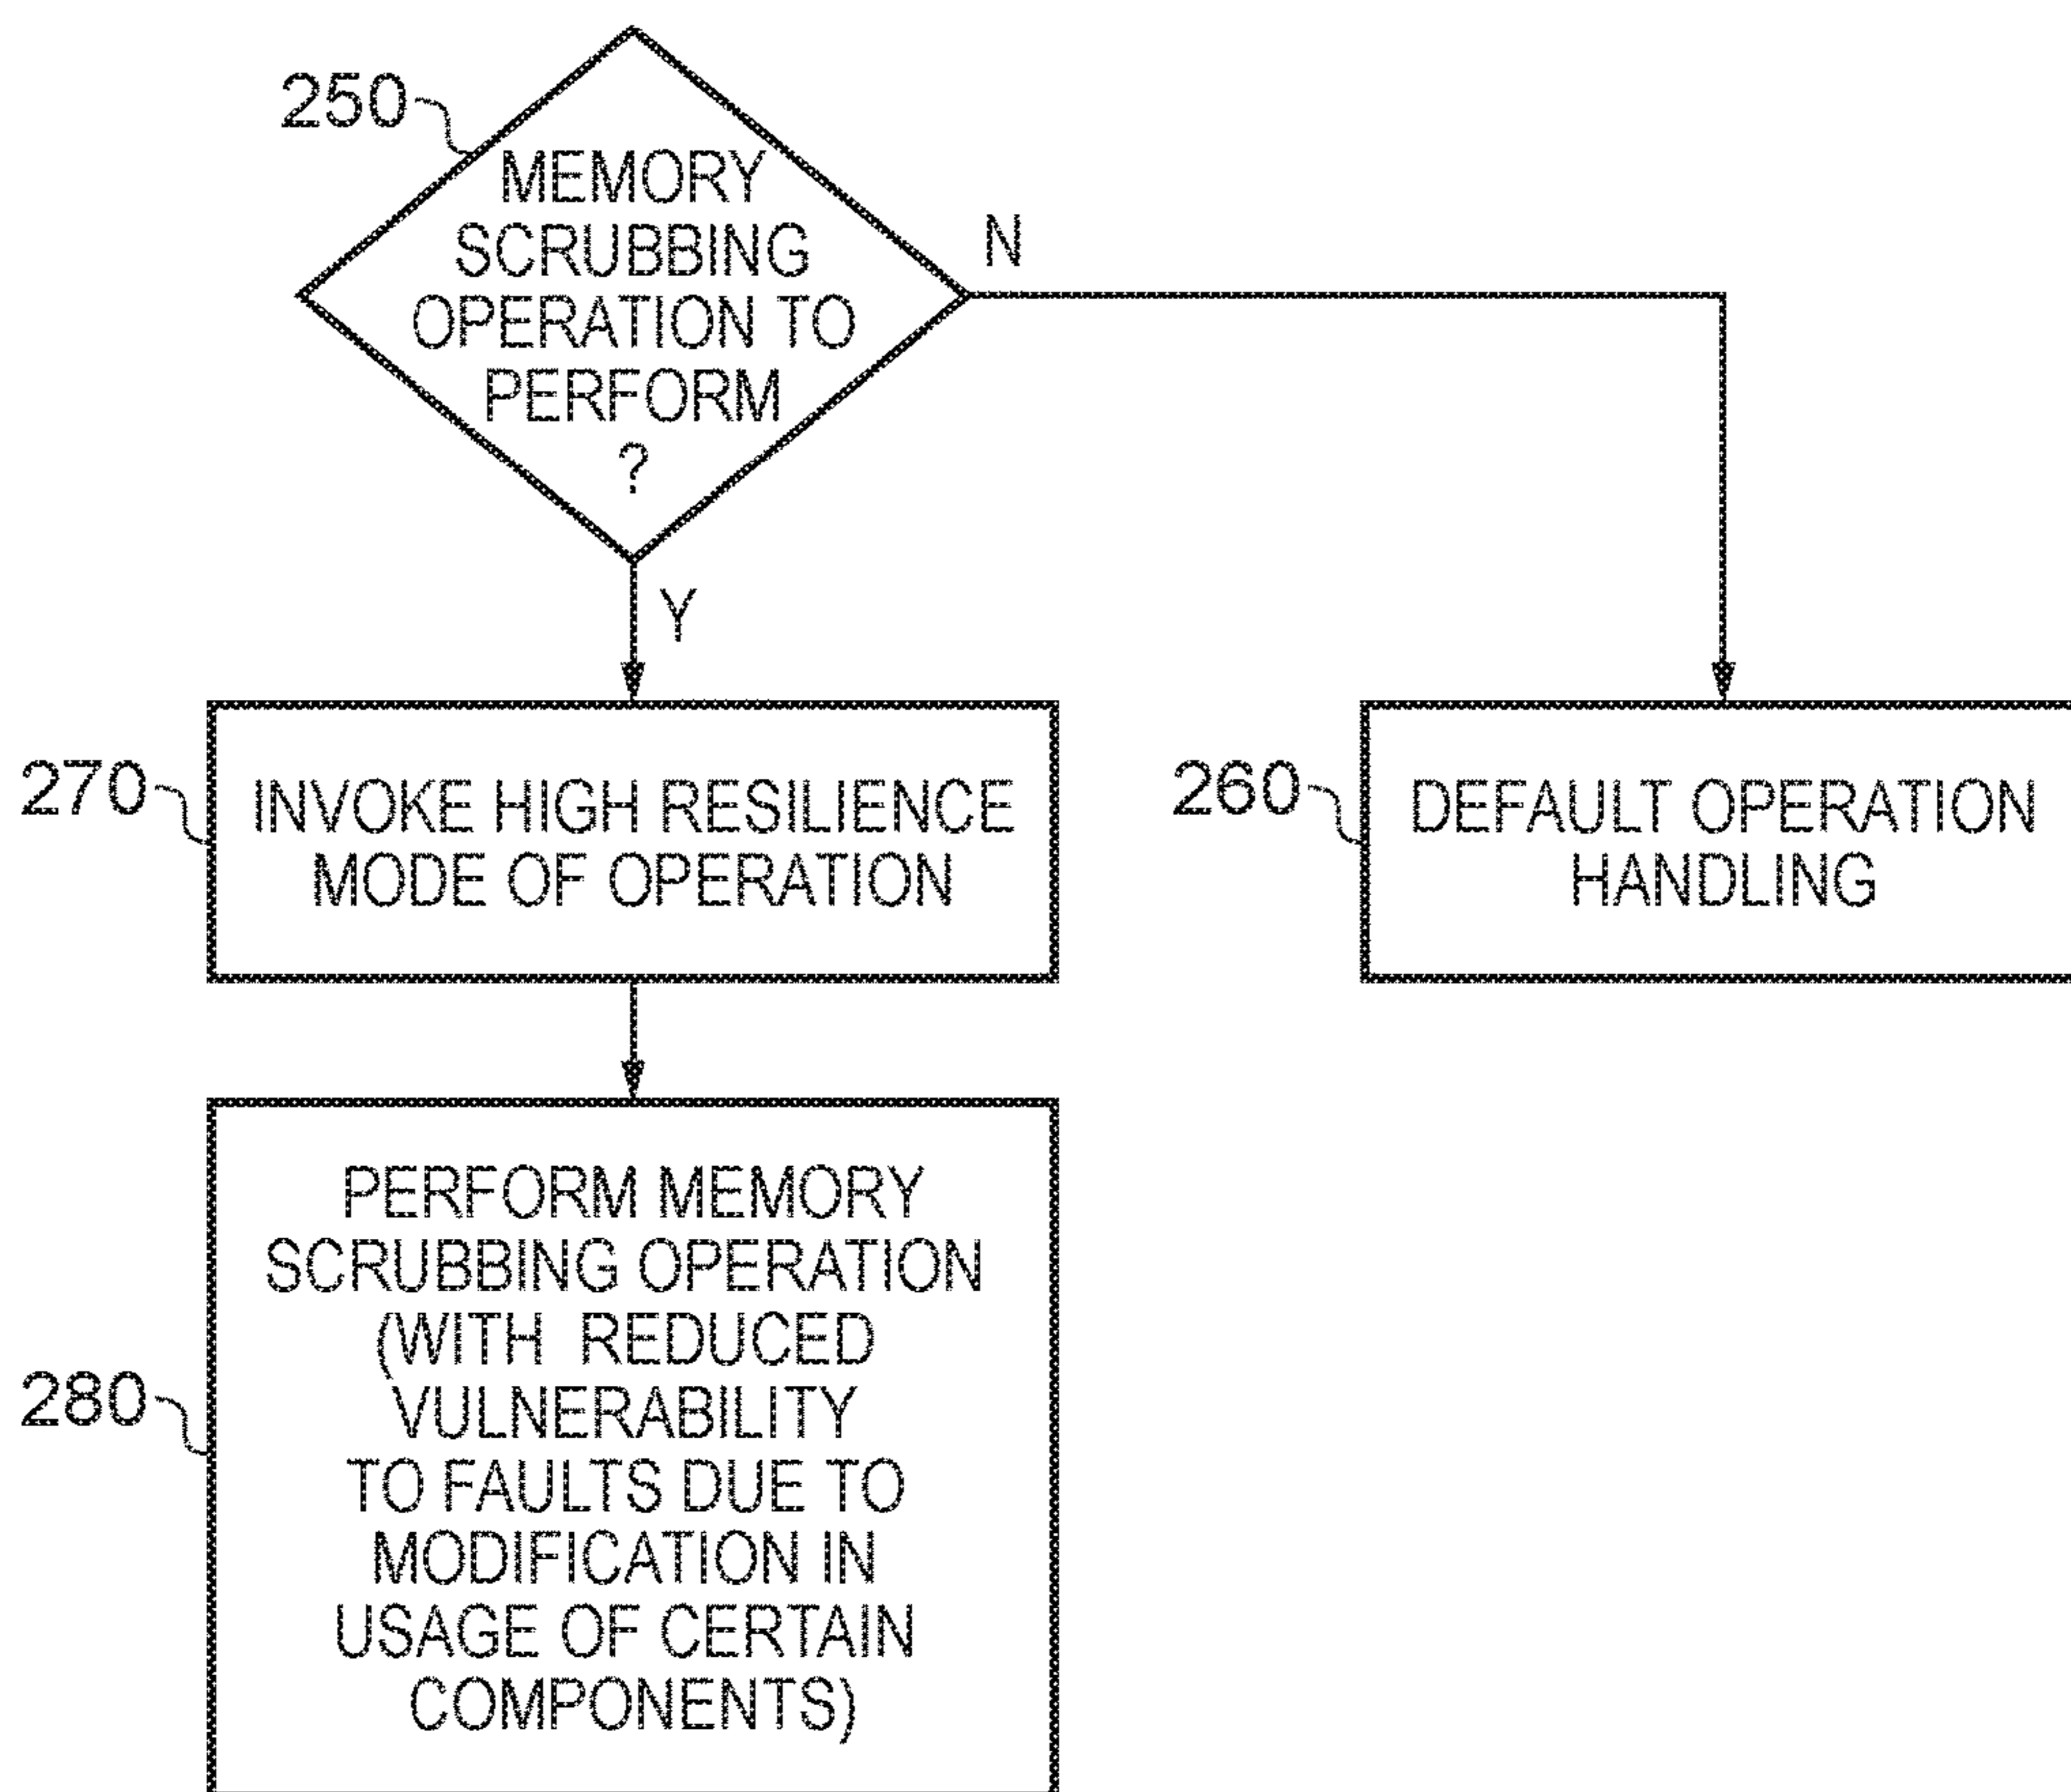 250
MEMORY
SCRUBBING
OPERATION TO
PERFORM
?
N
Y
270
INVOKE HIGH RESILIENCE
MODE OF OPERATION
260
DEFAULT OPERATION
HANDLING
280
PERFORM MEMORY
SCRUBBING OPERATION
(WITH REDUCED
VULNERABILITY
TO FAULTS DUE TO
MODIFICATION IN
USAGE OF CERTAIN
COMPONENTS)